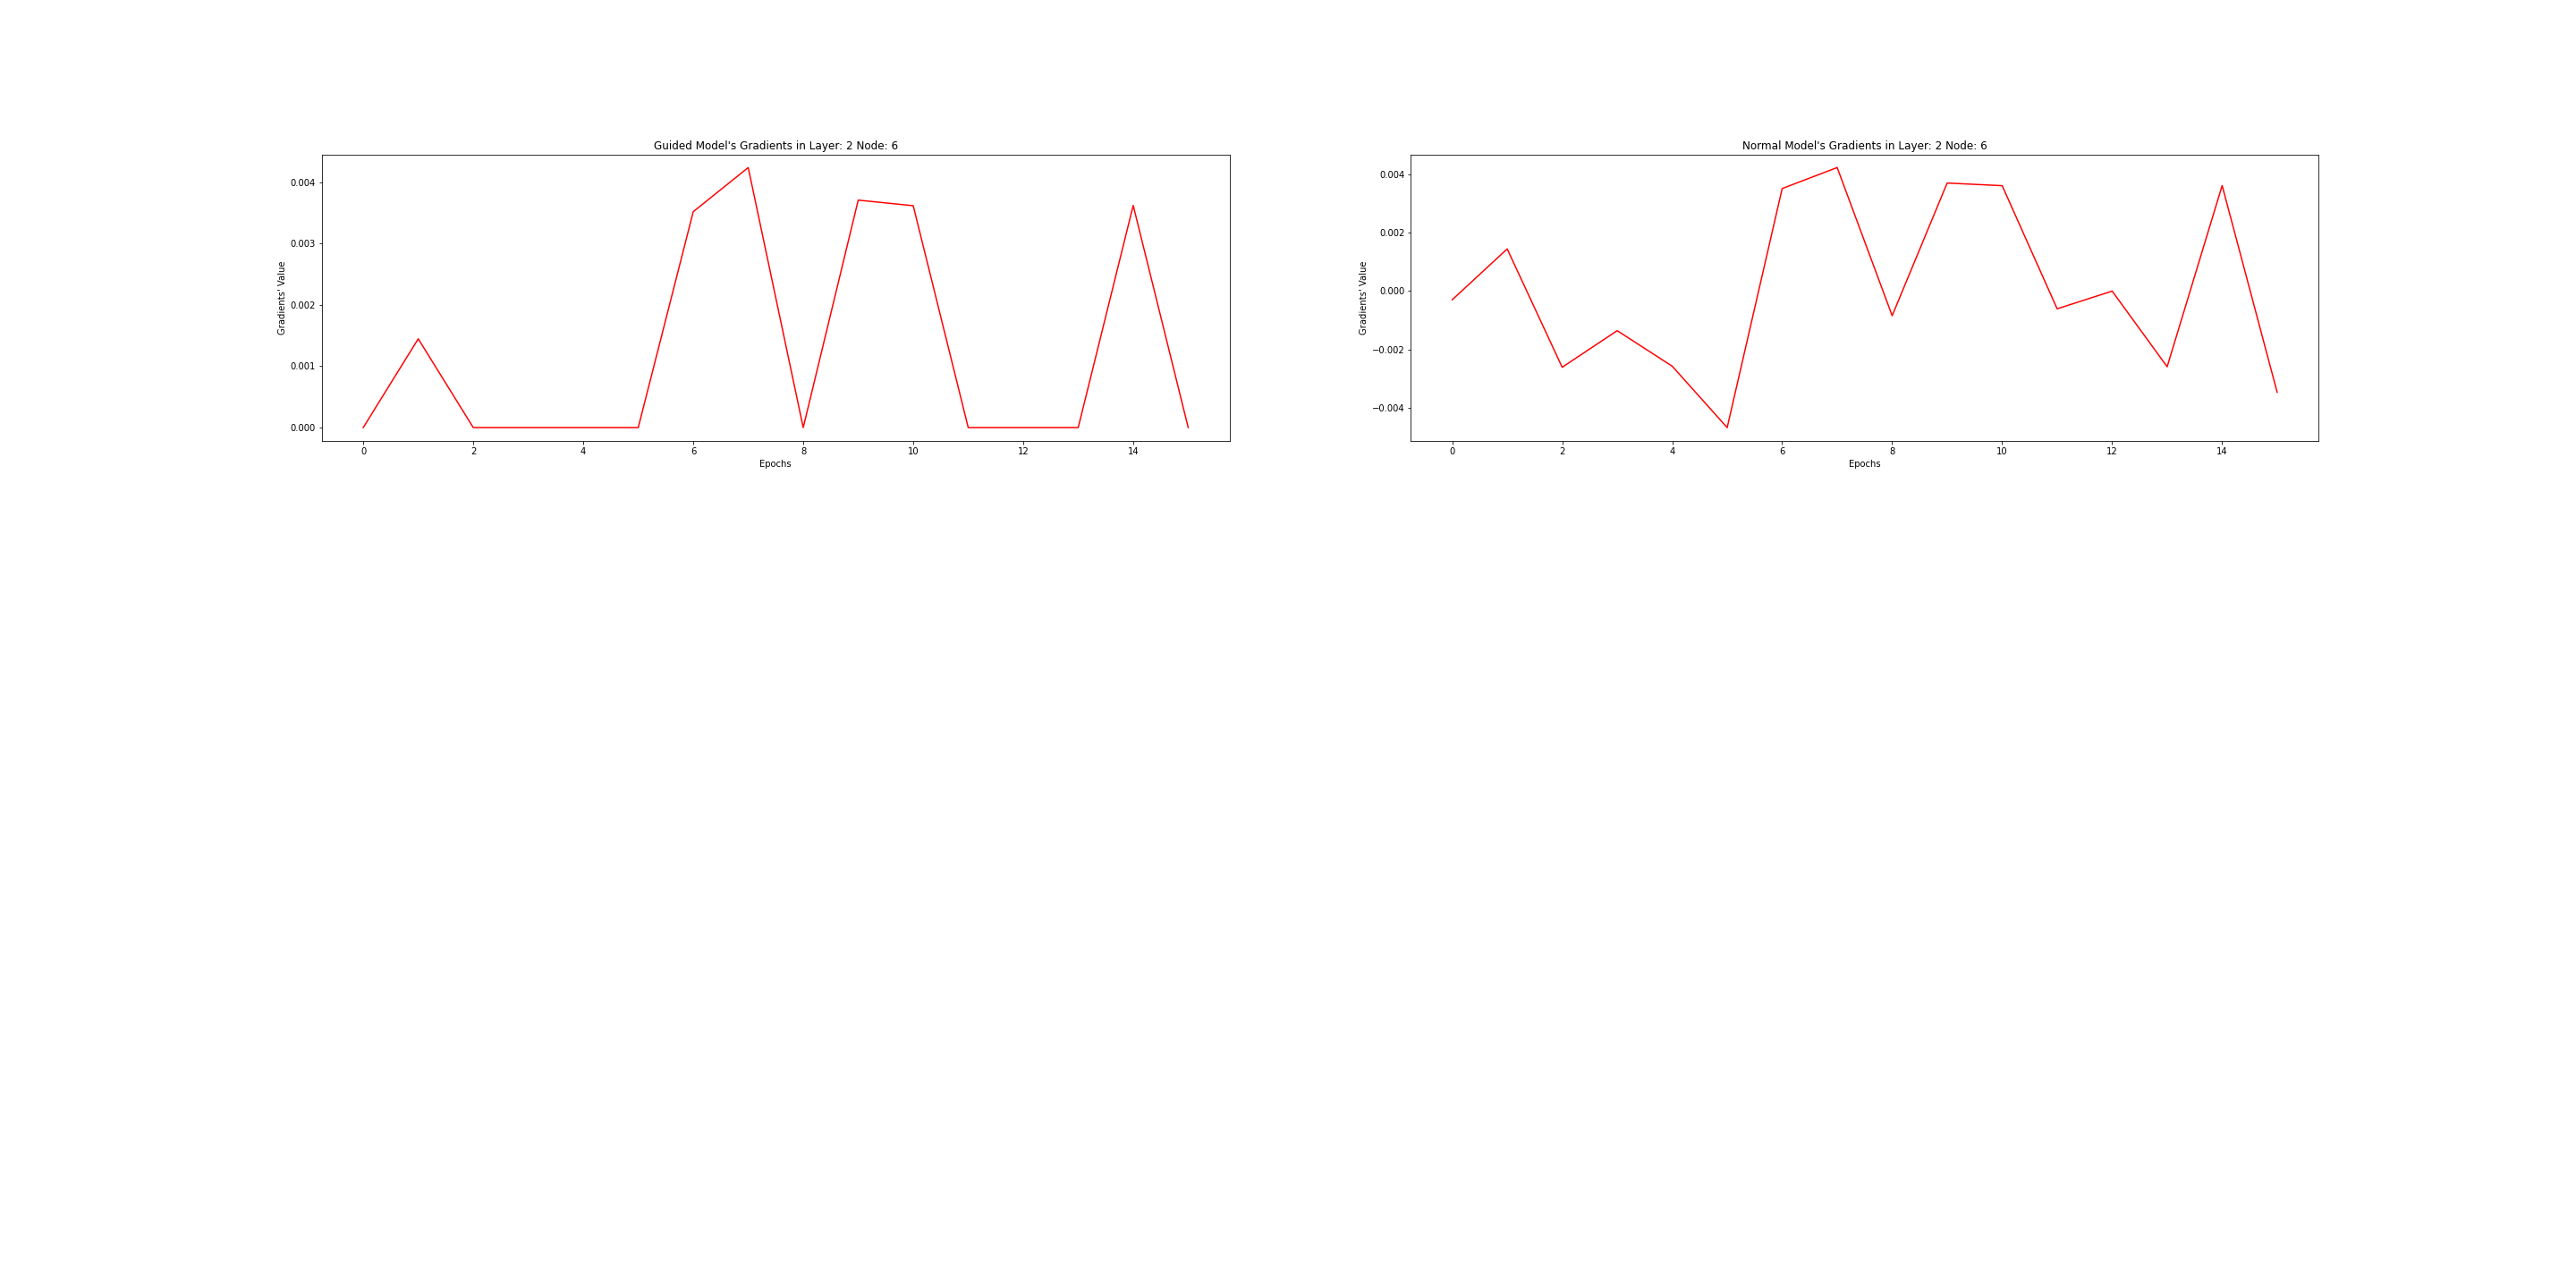 Guided Model's Gradients in Layer: 2 Node: 6
Gradients' Value
0.004
0.003
0.002
0.001
0.000
0 2 4 6 8 10 12 14
Epochs
Normal Model's Gradients in Layer: 2 Node: 6
Gradients' Value
0.004
0.002
0.000
−0.002
−0.004
0 2 4 6 8 10 12 14
Epochs